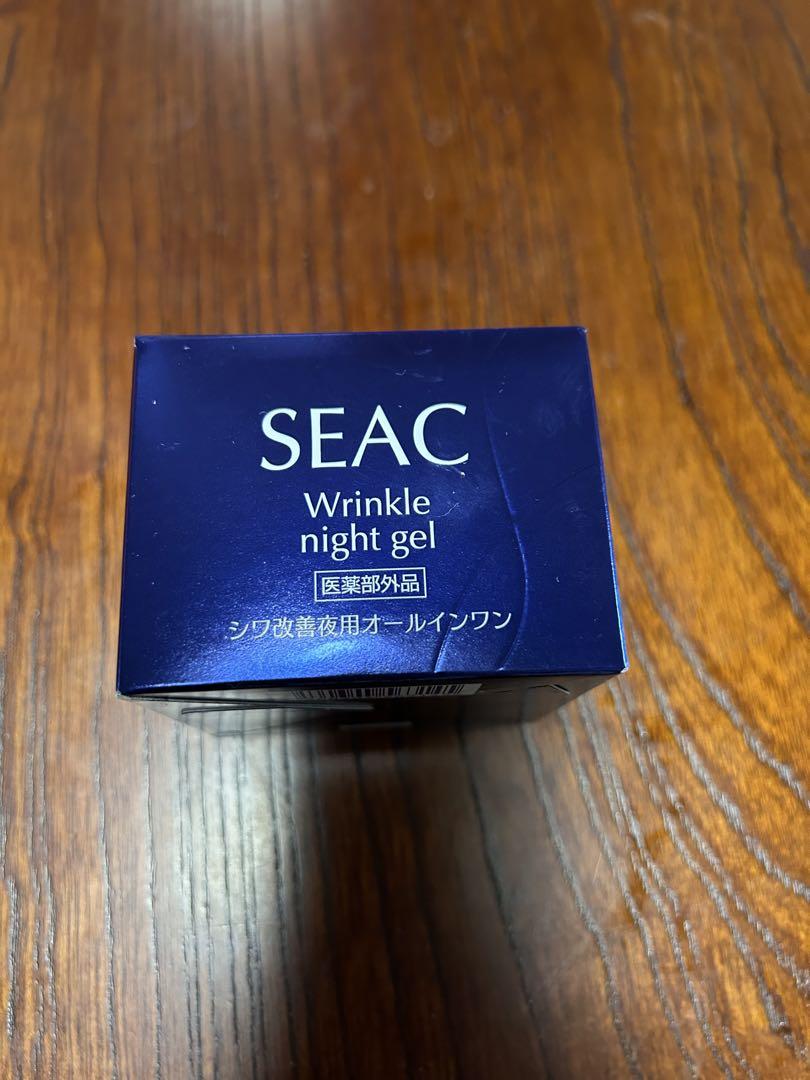 SEAC
Wrinkle
night gel
医薬部外品
シワ改善夜用オールインワン